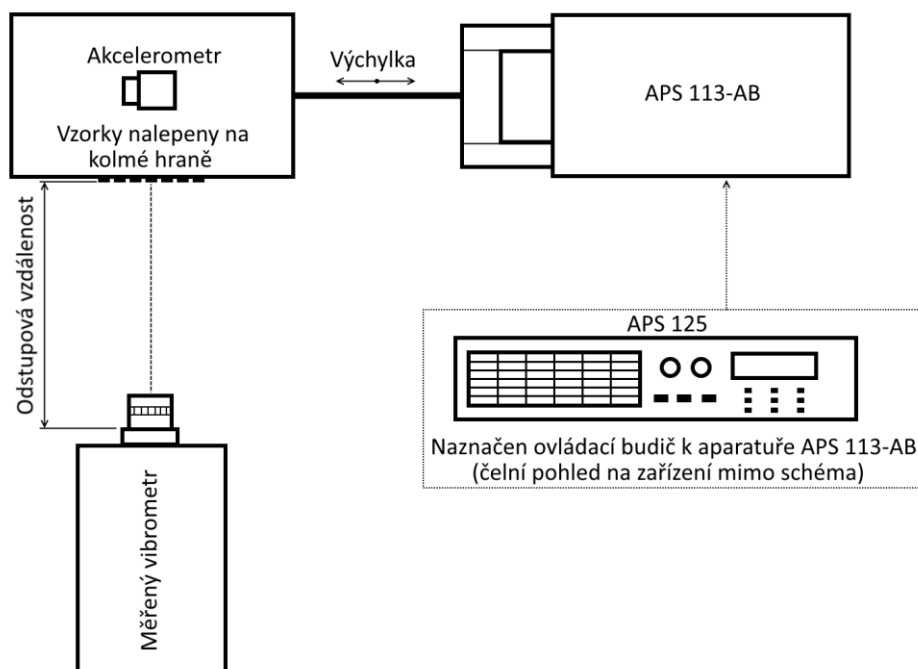 Akcelerometr
Vzorky nalepeny na
kolmé hraně
Výchylka
APS 113-AB
Odstupová vzdálenost
APS 125
Naznačen ovládací budič k aparatuře APS 113-AB
(čelní pohled na zařízení mimo schéma)
Měřený vibrometr